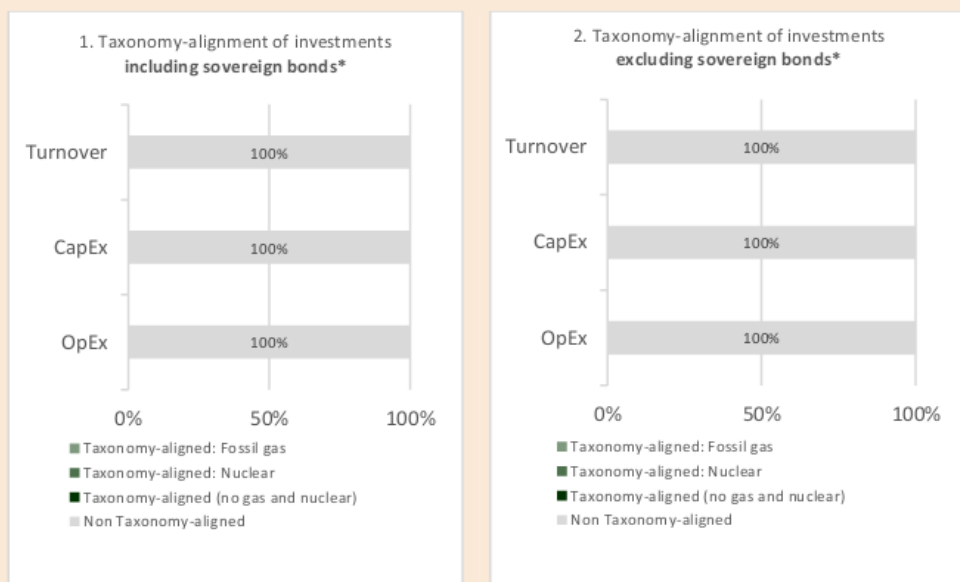 1. Taxonomy-alignment of investments
including sovereign bonds*
Turnover
100%
CapEx
100%
OpEx
100%
0% 50% 100%
Taxonomy-aligned: Fossil gas
Taxonomy-aligned: Nuclear
Taxonomy-aligned (no gas and nuclear)
Non Taxonomy-aligned
2. Taxonomy-alignment of investments
excluding sovereign bonds*
Turnover
100%
CapEx
100%
OpEx
100%
0% 50% 100%
Taxonomy-aligned: Fossil gas
Taxonomy-aligned: Nuclear
Taxonomy-aligned (no gas and nuclear)
Non Taxonomy-aligned